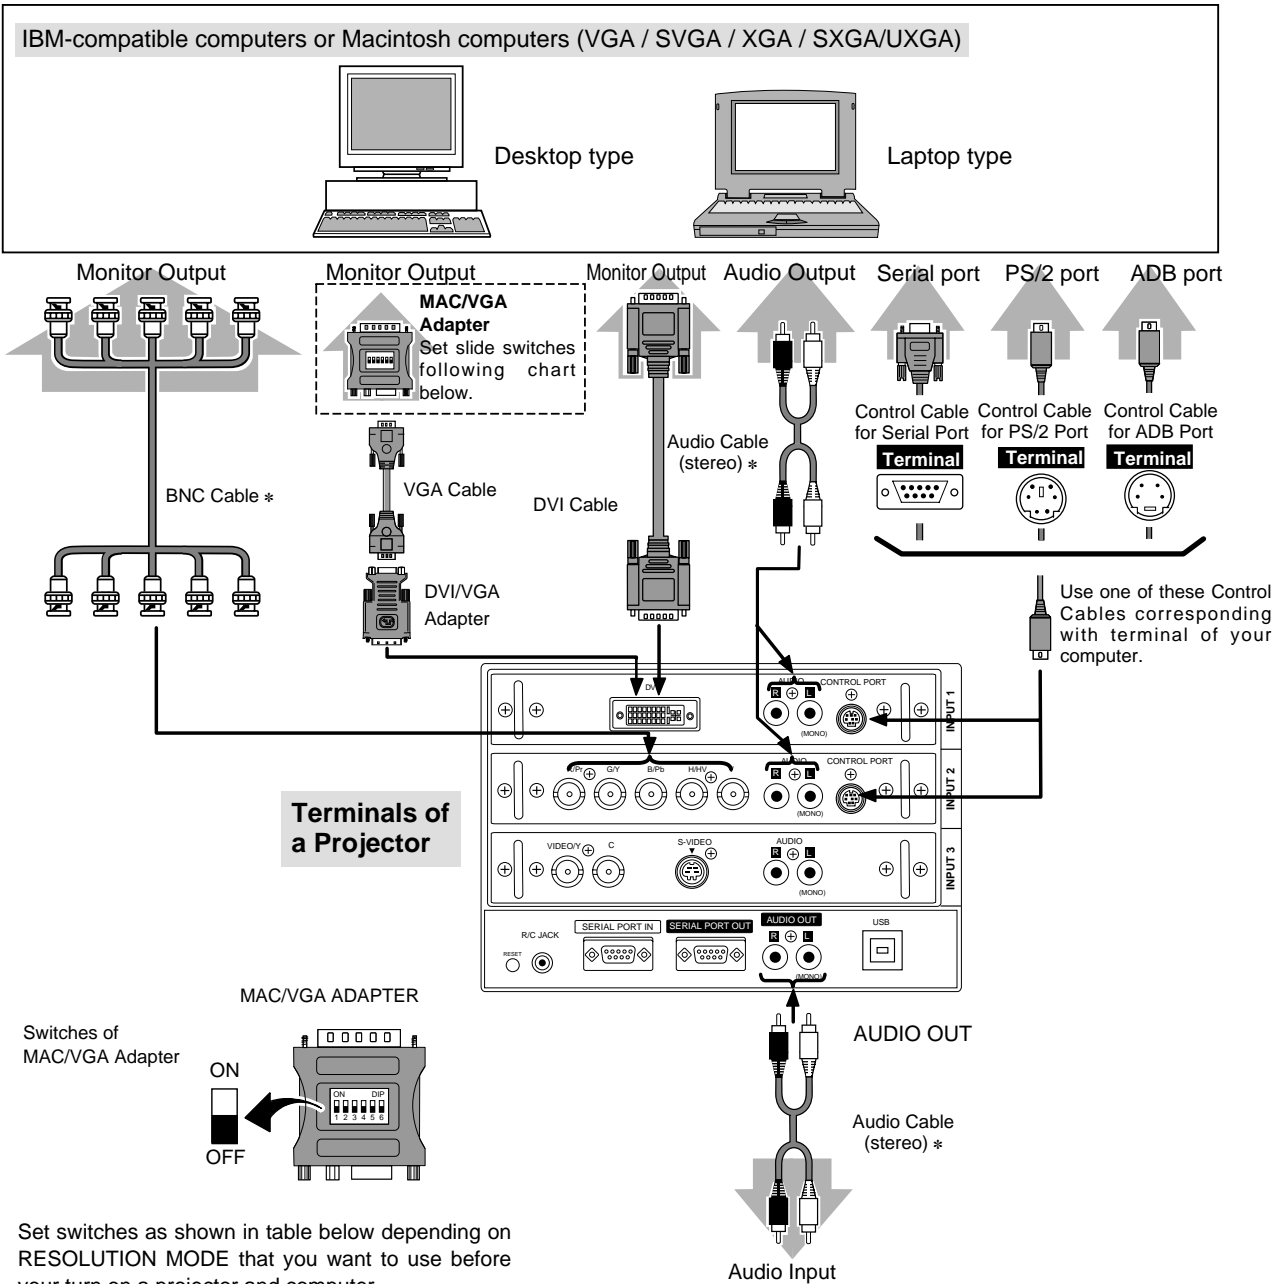 IBM-compatible computers or Macintosh computers (VGA / SVGA / XGA / SXGA/UXGA)
Desktop type
Laptop type
Monitor Output
Monitor Output
Monitor Output
Audio Output
Serial port
PS/2 port
ADB port
MAC/VGA
Adapter
Set slide switches
following chart
below.
Control Cable
for Serial Port
Terminal
Control Cable
for PS/2 Port
Terminal
Control Cable
for ADB Port
Terminal
BNC Cable *
VGA Cable
DVI Cable
Audio Cable
(stereo) *
DVI/VGA
Adapter
Use one of these Control
Cables corresponding
with terminal of your
computer.
Terminals of
a Projector
AUDIO
R L
(MONO)
CONTROL PORT
INPUT 1
G/Y
B/Pb
H/HV
AUDIO
R L
(MONO)
CONTROL PORT
INPUT 2
VIDEO/Y
C
S-VIDEO
AUDIO
R L
(MONO)
INPUT 3
RESET
R/C JACK
SERIAL PORT IN
SERIAL PORT OUT
AUDIO OUT
R L
(MONO)
USB
MAC/VGA ADAPTER
Switches of
MAC/VGA Adapter
ON
OFF
ON DIP
1 2 3 4 5 6
AUDIO OUT
Audio Cable
(stereo) *
Audio Input
Set switches as shown in table below depending on
RESOLUTION MODE that you want to use before
your turn on a projector and computer.